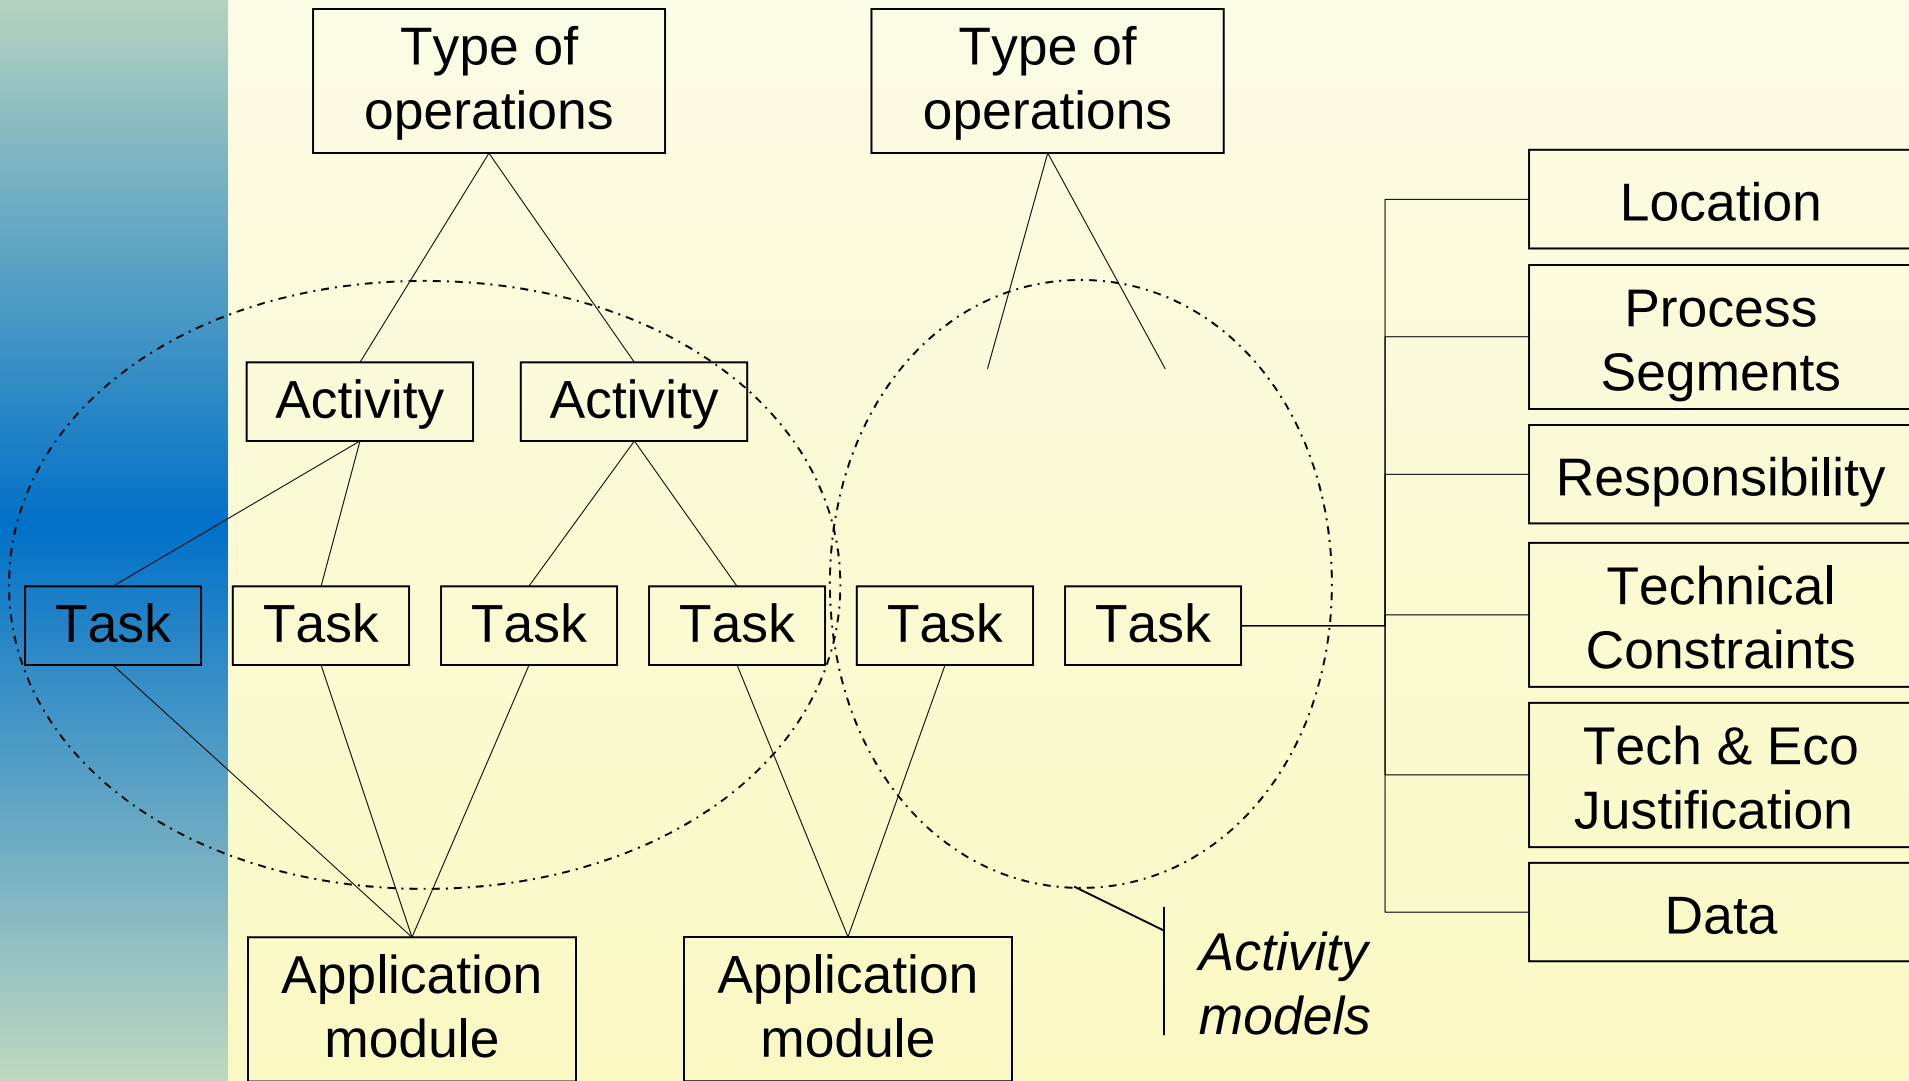 Type of
operations
Type of
operations
Location
Process
Segments
Activity
Activity
Responsibility
Task
Task
Task
Task
Task
Task
Technical
Constraints
Tech & Eco
Justification
Data
Application
module
Application
module
Activity
models